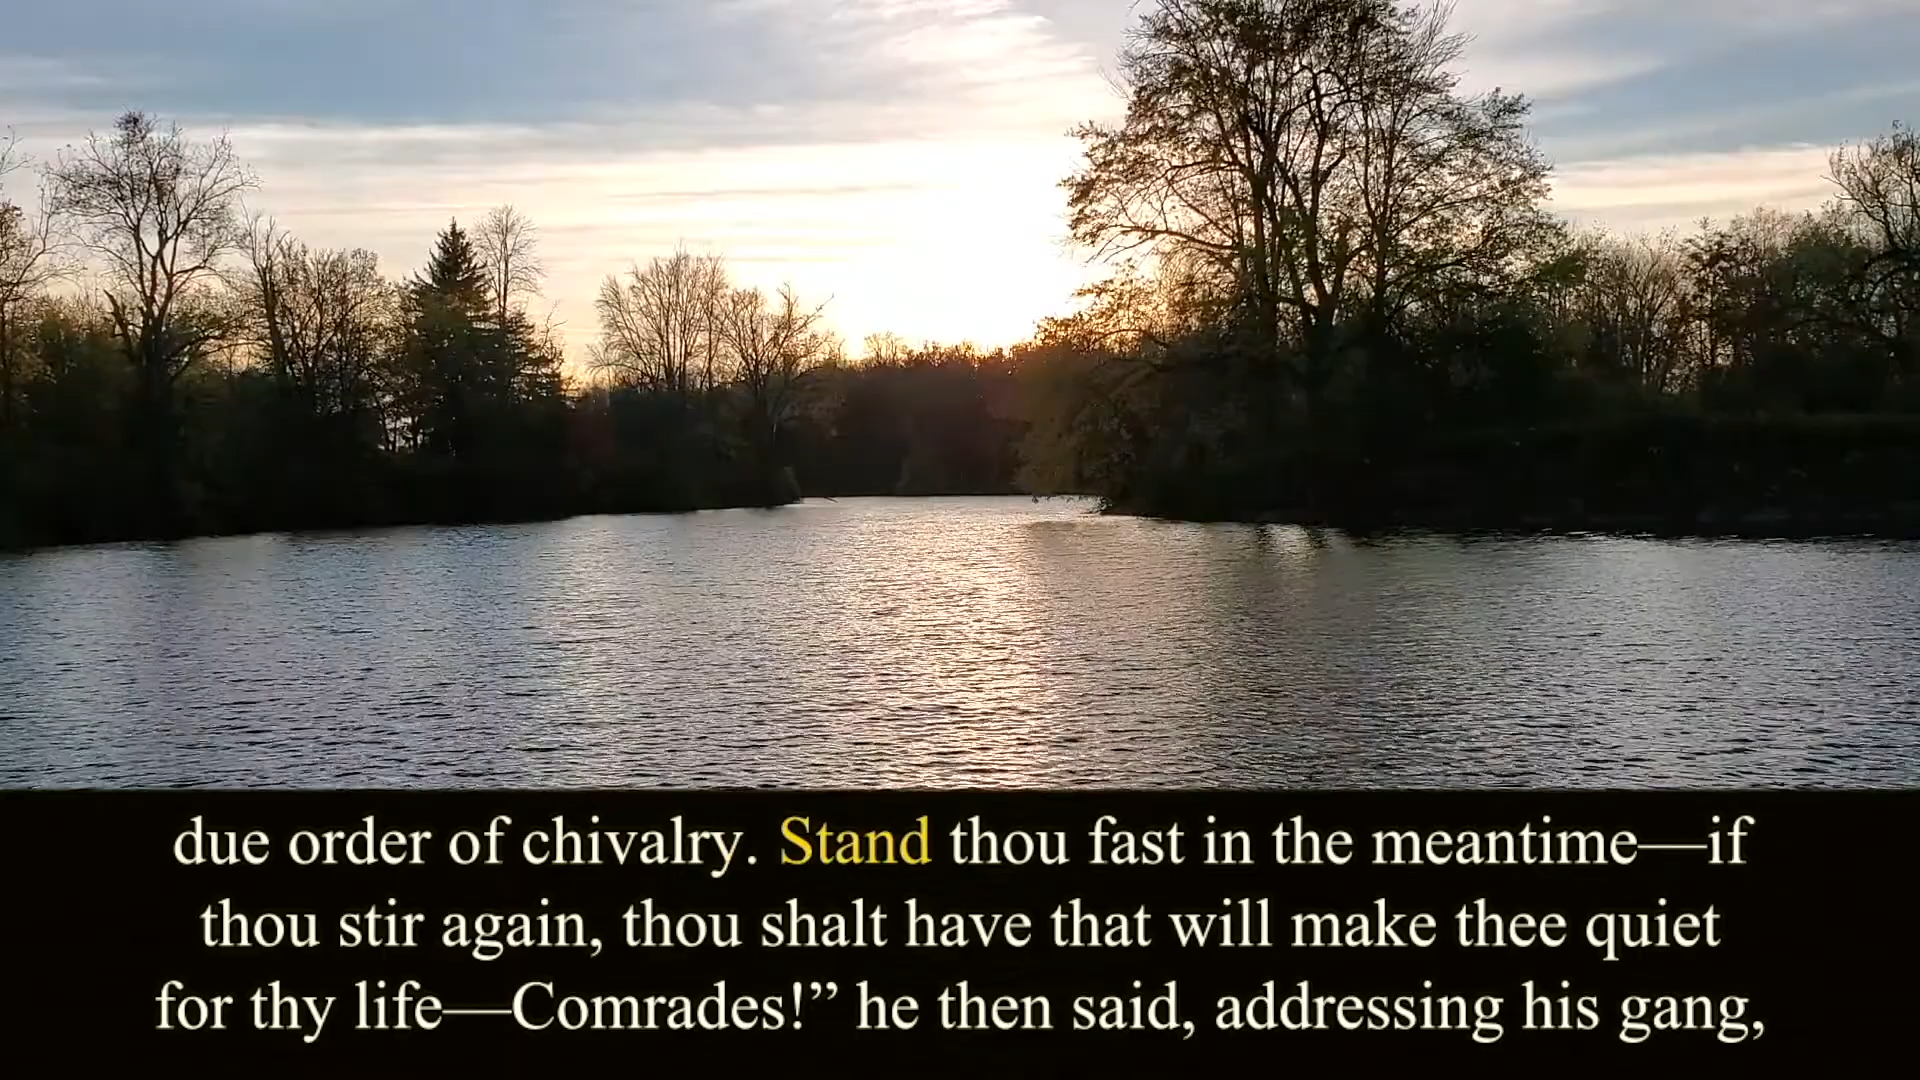 due order of chivalry. Stand thou fast in the meantime—if
thou stir again, thou shalt have that will make thee quiet
for thy life—Comrades!” he then said, addressing his gang,